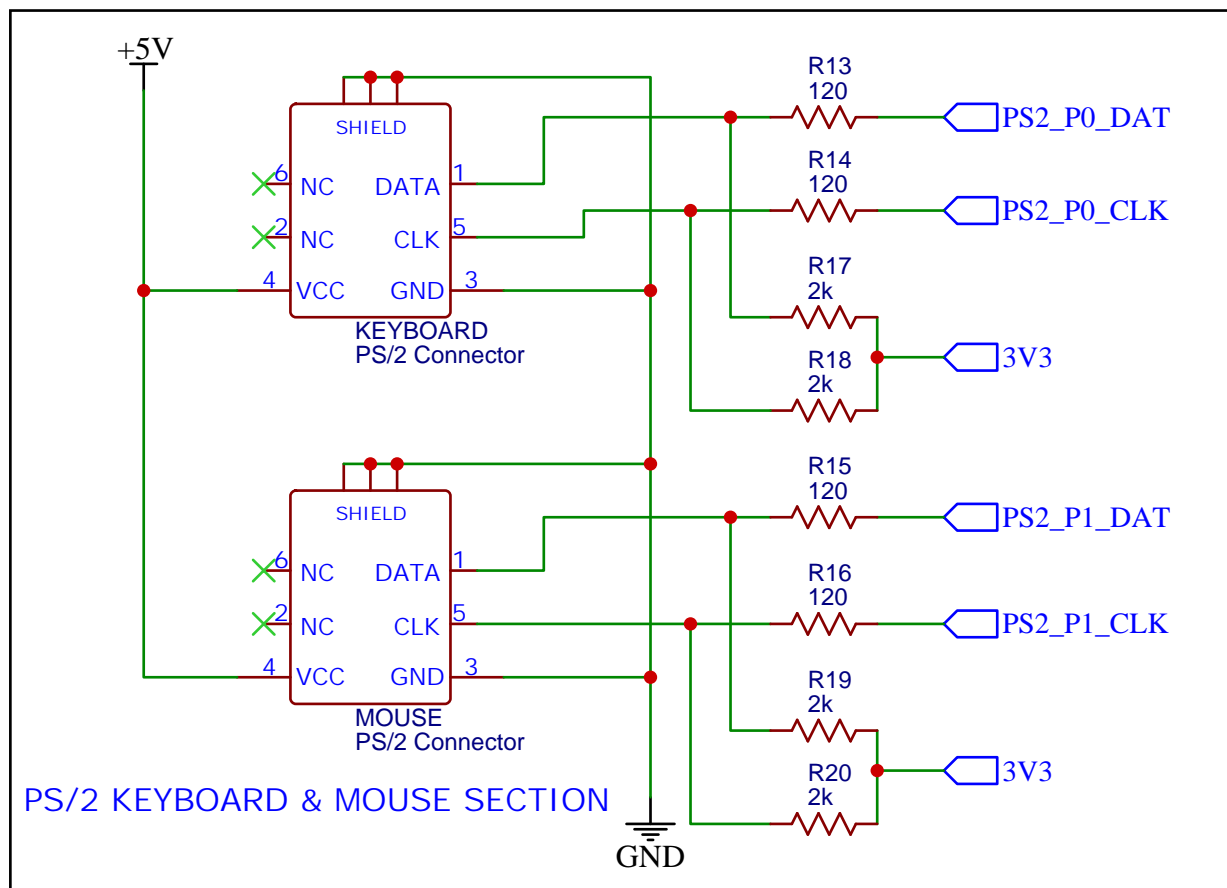 +5V
R13
120
PS2_P0_DAT
SHIELD
R14
120
6 NC DATA 1
PS2_P0_CLK
2 NC CLK 5
R17
2k
4 VCC GND 3
KEYBOARD
PS/2 Connector
3V3
R18
2k
R15
120
SHIELD
PS2_P1_DAT
6 NC DATA 1
R16
120
2 NC CLK 5
PS2_P1_CLK
4 VCC GND 3
R19
2k
MOUSE
PS/2 Connector
3V3
R20
2k
PS/2 KEYBOARD & MOUSE SECTION
GND